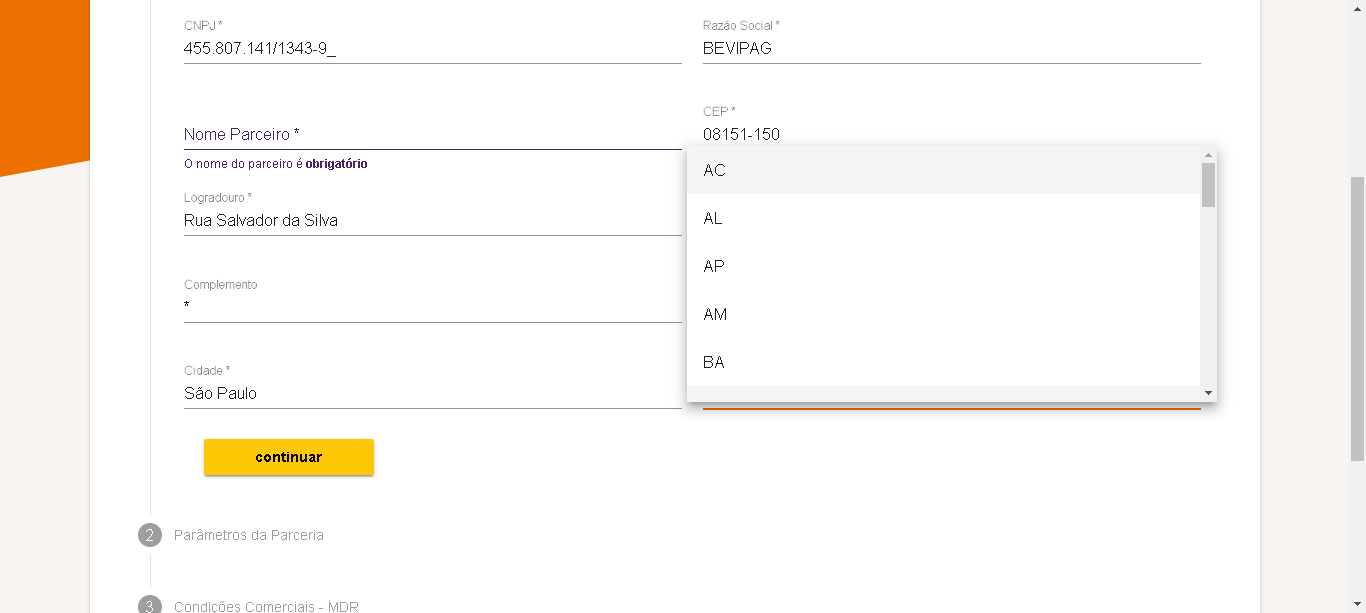 CNPJ *
455.807.141/1343-9_
Razão Social *
BEVIPAG
Nome Parceiro *
O nome do parceiro é obrigatório
CEP *
08151-150
Logradouro *
Rua Salvador da Silva
AC
AL
AP
AM
BA
Complemento
*
Cidade *
São Paulo
continuar
2 Parâmetros da Parceria
3 Condições Comerciais - MDR